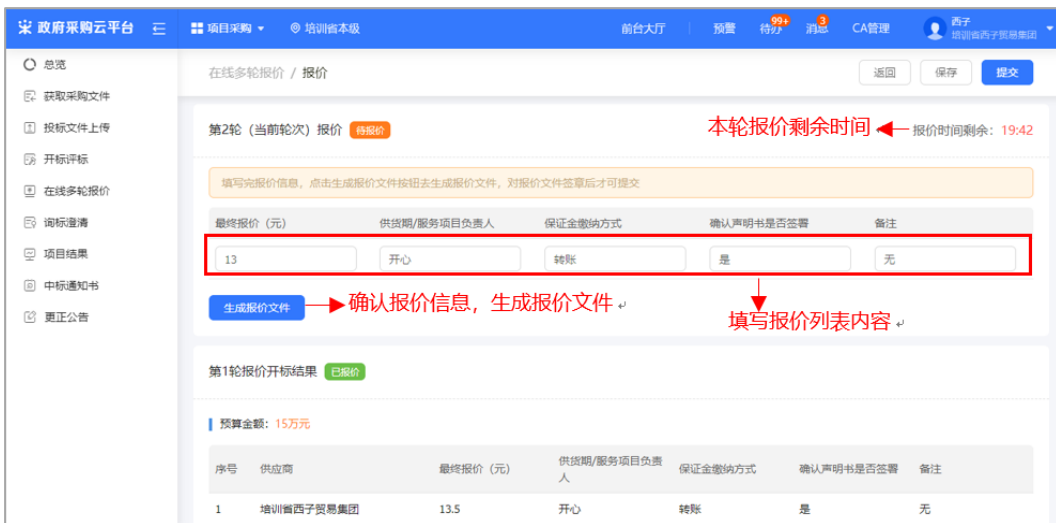 政府采购云平台 项目采购 培训省本级 前台大厅 预警 待办 99+ 消息 3 CA管理 西子
培训省西子贸易集团
总览
获取采购文件
投标文件上传
开标评标
在线多轮报价
询标澄清
项目结果
中标通知书
更正公告
在线多轮报价 / 报价 返回 保存 提交
第2轮（当前轮次）报价 待报价 本轮报价剩余时间 报价时间剩余：19:42
填写完报价信息，点击生成报价文件按钮去生成报价文件，对报价文件签章后才可提交
最终报价（元） 供货期/服务项目负责人 保证金缴纳方式 确认声明书是否签署 备注
13 开心 转账 是 无
生成报价文件 确认报价信息，生成报价文件
填写报价列表内容
第1轮报价开标结果 已报价
预算金额：15万元
序号 供应商 最终报价（元） 供货期/服务项目负责
人 保证金缴纳方式 确认声明书是否签署 备注
1 培训省西子贸易集团 13.5 开心 转账 是 无